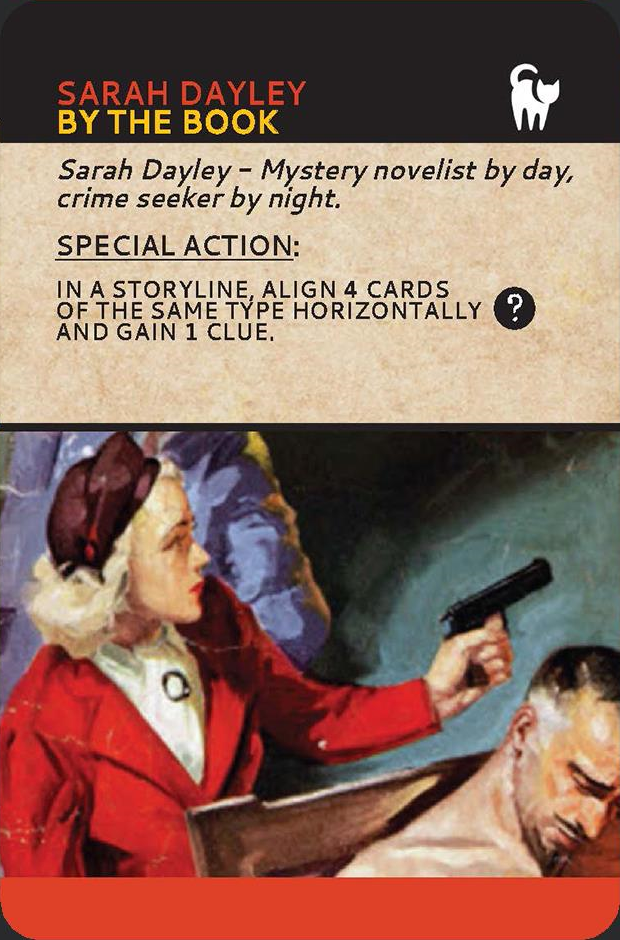 SARAH DAYLEY
BY THE BOOK
Sarah Dayley – Mystery novelist by day,
crime seeker by night.
SPECIAL ACTION:
IN A STORYLINE, ALIGN 4 CARDS
OF THE SAME TYPE HORIZONTALLY ?
AND GAIN 1 CLUE.